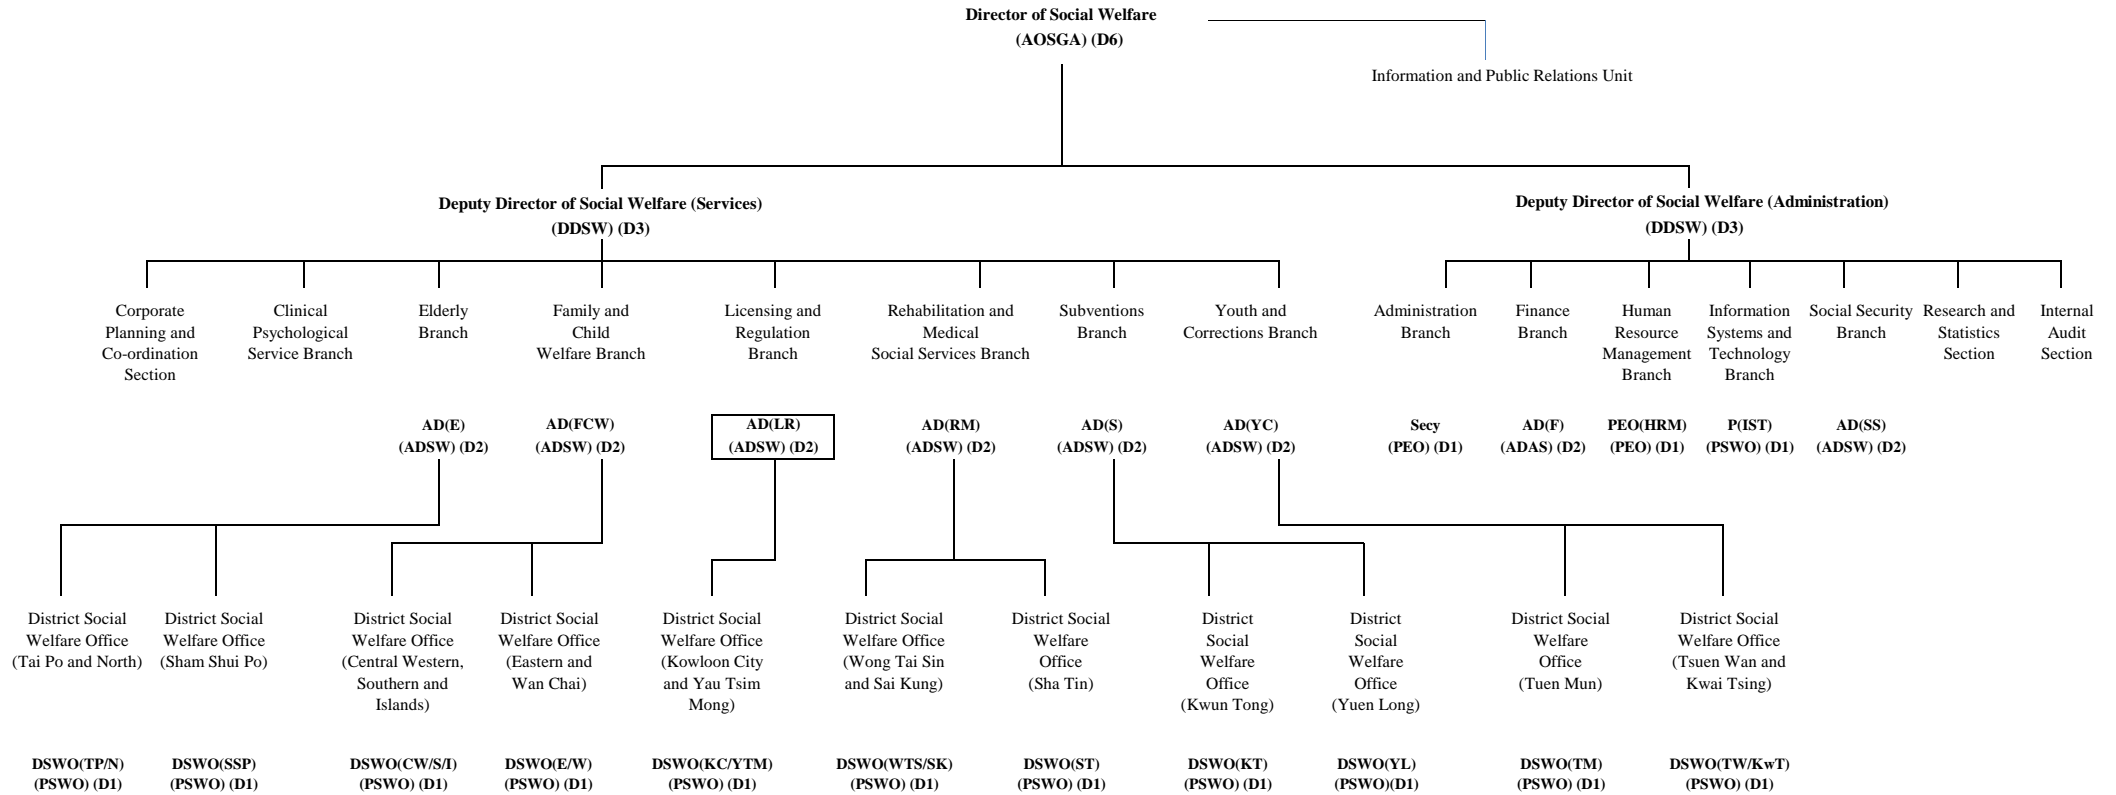 Director of Social Welfare
(AOSGA) (D6)
Information and Public Relations Unit
Deputy Director of Social Welfare (Services)
(DDSW) (D3)
Deputy Director of Social Welfare (Administration)
(DDSW) (D3)
Corporate
Planning and
Co-ordination
Section
Clinical
Psychological
Service Branch
Elderly
Branch
Family and
Child
Welfare Branch
Licensing and
Regulation
Branch
Rehabilitation and
Medical
Social Services Branch
Subventions
Branch
Youth and
Corrections Branch
Administration
Branch
Finance
Branch
Human
Resource
Management
Branch
Information
Systems and
Technology
Branch
Social Security
Branch
Research and
Statistics
Section
Internal
Audit
Section
AD(E)
(ADSW) (D2)
AD(FCW)
(ADSW) (D2)
AD(LR)
(ADSW) (D2)
AD(RM)
(ADSW) (D2)
AD(S)
(ADSW) (D2)
AD(YC)
(ADSW) (D2)
Secy
(PEO) (D1)
AD(F)
(ADAS) (D2)
PEO(HRM)
(PEO) (D1)
P(IST)
(PSWO) (D1)
AD(SS)
(ADSW) (D2)
District Social
Welfare Office
(Tai Po and North)
District Social
Welfare Office
(Sham Shui Po)
District Social
Welfare Office
(Central Western,
Southern and
Islands)
District Social
Welfare Office
(Eastern and
Wan Chai)
District Social
Welfare Office
(Kowloon City
and Yau Tsim
Mong)
District Social
Welfare Office
(Wong Tai Sin
and Sai Kung)
District Social
Welfare
Office
(Sha Tin)
District
Social
Welfare
Office
(Kwun Tong)
District
Social
Welfare
Office
(Yuen Long)
District Social
Welfare
Office
(Tuen Mun)
District Social
Welfare Office
(Tsuen Wan and
Kwai Tsing)
DSWO(TP/N)
(PSWO) (D1)
DSWO(SSP)
(PSWO) (D1)
DSWO(CW/S/I)
(PSWO) (D1)
DSWO(E/W)
(PSWO) (D1)
DSWO(KC/YTM)
(PSWO) (D1)
DSWO(WTS/SK)
(PSWO) (D1)
DSWO(ST)
(PSWO) (D1)
DSWO(KT)
(PSWO) (D1)
DSWO(YL)
(PSWO)(D1)
DSWO(TM)
(PSWO) (D1)
DSWO(TW/KwT)
(PSWO) (D1)